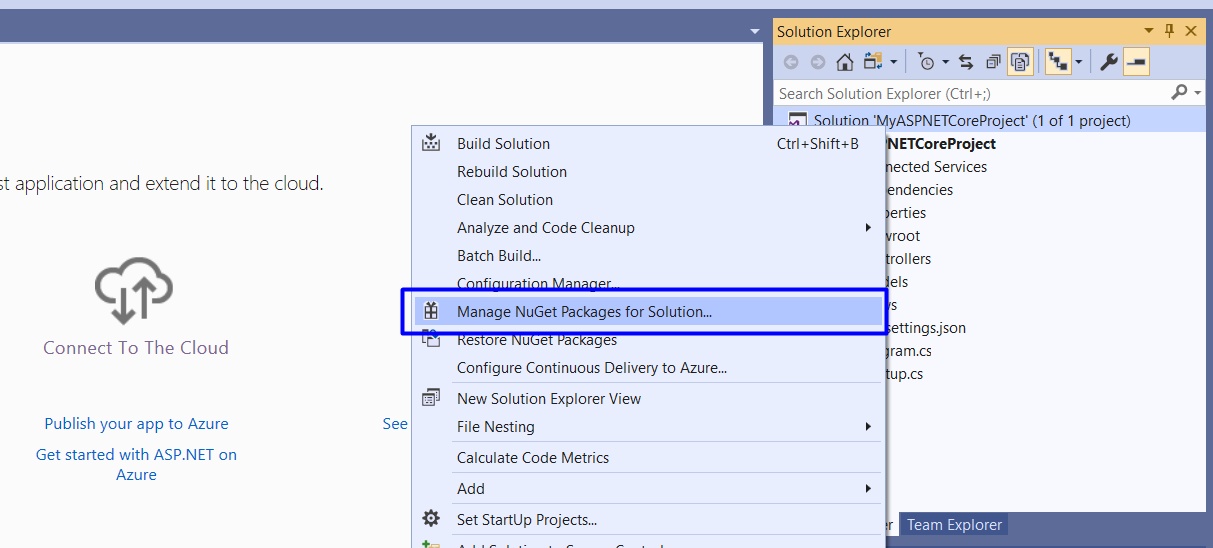 Solution Explorer
Search Solution Explorer (Ctrl+;)
Solution 'MyASPNETCoreProject' (1 of 1 project)
Build Solution Ctrl+Shift+B
Rebuild Solution
Clean Solution
Analyze and Code Cleanup
Batch Build...
Configuration Manager...
Manage NuGet Packages for Solution...
Restore NuGet Packages
Configure Continuous Delivery to Azure...
New Solution Explorer View
File Nesting
Calculate Code Metrics
Add
Set StartUp Projects...
PNETCoreProject
nected Services
endencies
perties
wroot
trollers
dels
vs
settings.json
gram.cs
tup.cs
st application and extend it to the cloud.
Connect To The Cloud
Publish your app to Azure
Get started with ASP.NET on
Azure
See
er Team Explorer